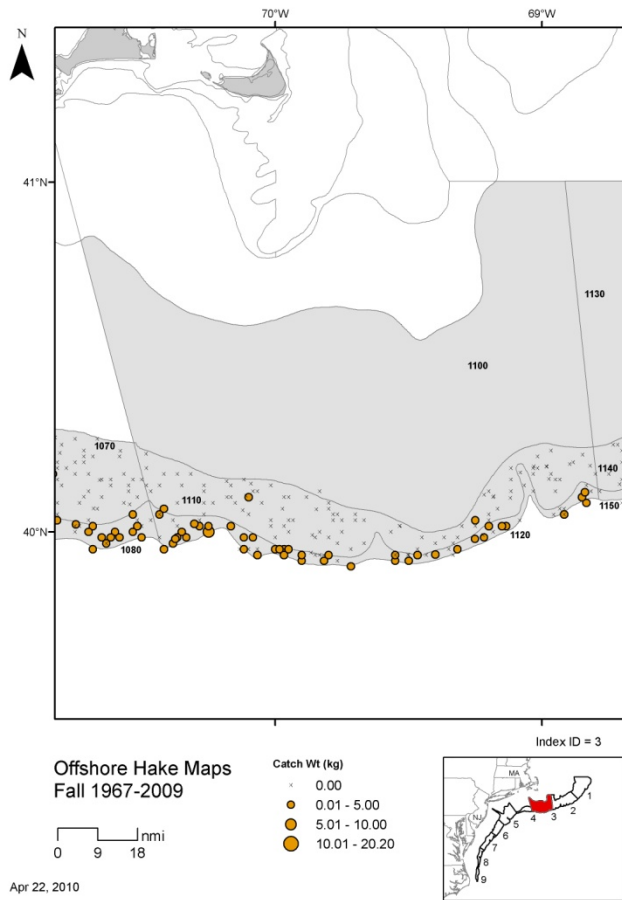 70°W
69°W
N
41°N
1130
1100
1070
1140
1110
1150
40°N
1120
1080
Index ID = 3
Offshore Hake Maps
Fall 1967-2009
nmi
0 9 18
Apr 22, 2010
Catch Wt (kg)
0.00
0.01 - 5.00
5.01 - 10.00
10.01 - 20.20
MA
NJ
1
2
3
4
5
6
7
8
9